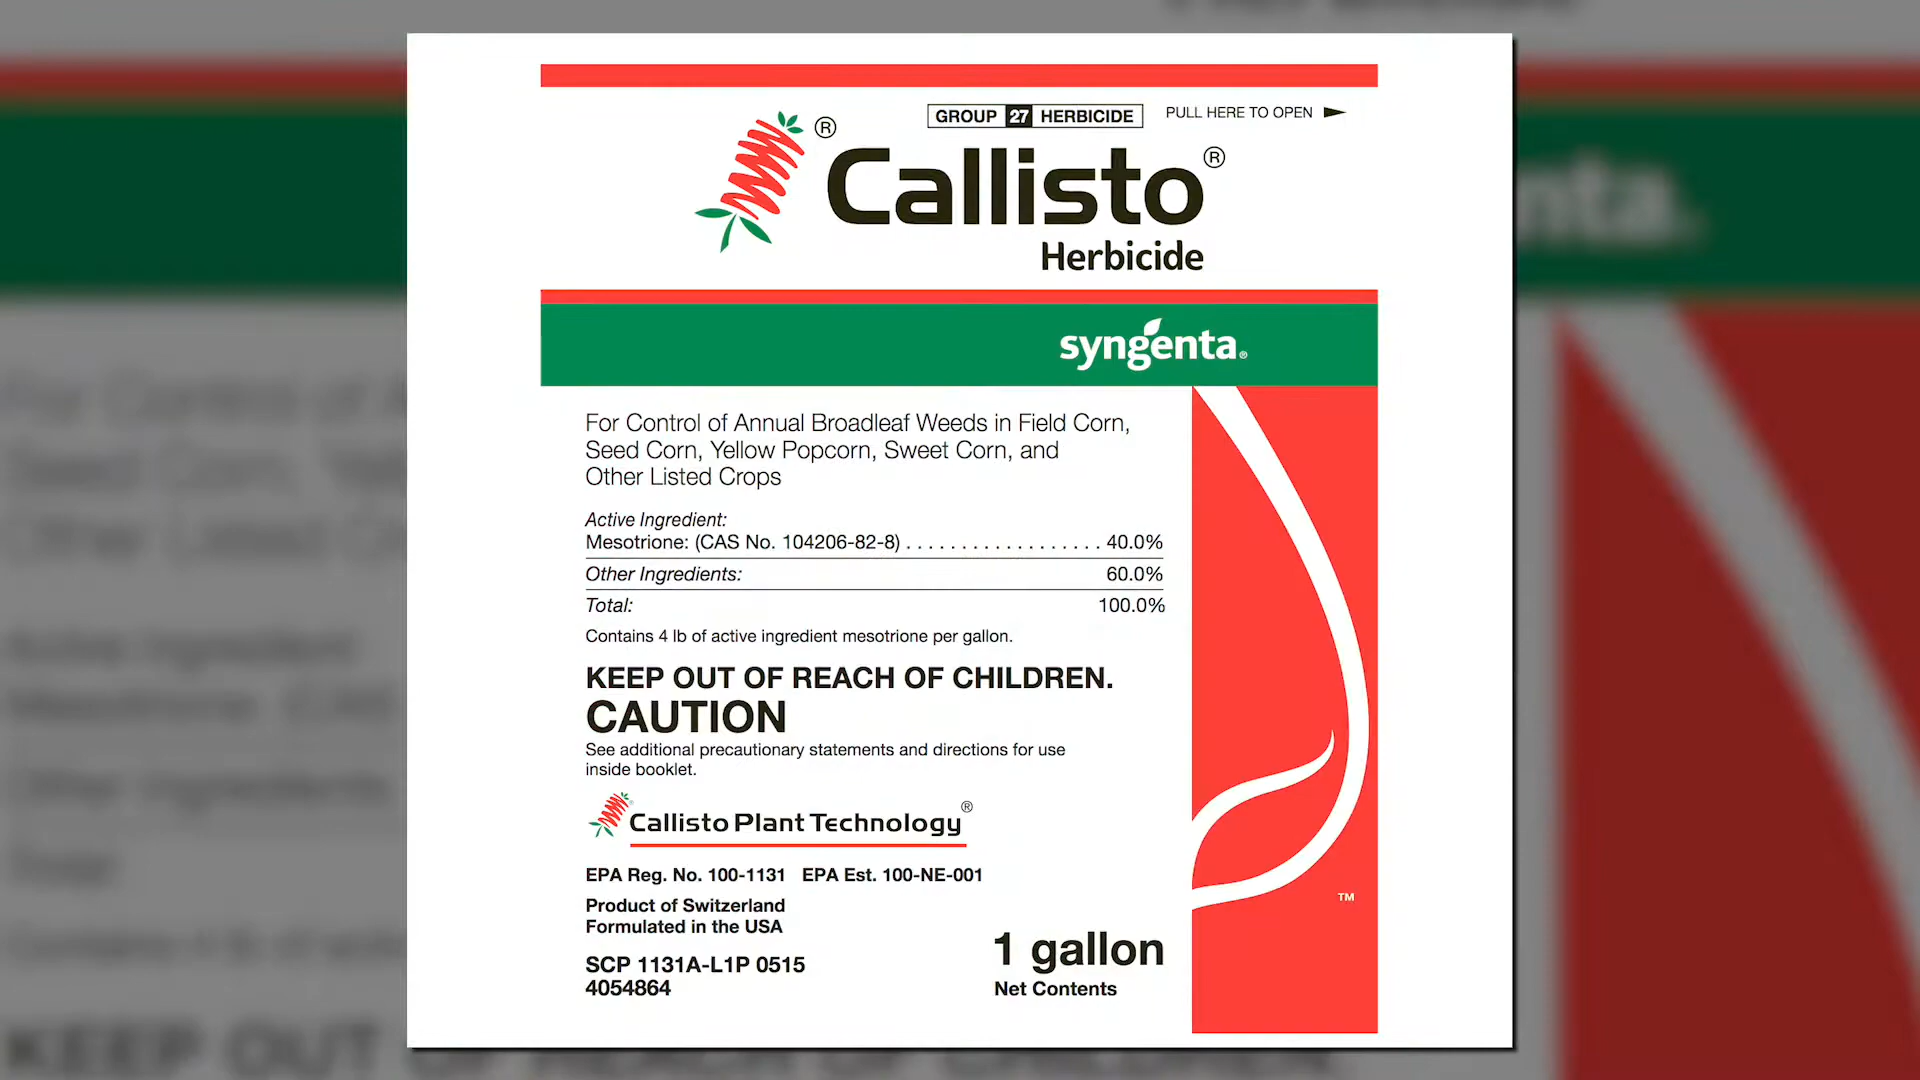 GROUP 27 HERBICIDE
PULL HERE TO OPEN
®
Callisto®
Herbicide
syngenta®
For Control of Annual Broadleaf Weeds in Field Corn,
Seed Corn, Yellow Popcorn, Sweet Corn, and
Other Listed Crops
Active Ingredient:
Mesotrione: (CAS No. 104206-82-8) . . . . . . . . . . . . . . . . . . 40.0%
Other Ingredients: 60.0%
Total: 100.0%
Contains 4 lb of active ingredient mesotrione per gallon.
KEEP OUT OF REACH OF CHILDREN.
CAUTION
See additional precautionary statements and directions for use
inside booklet.
Callisto Plant Technology®
EPA Reg. No. 100-1131 EPA Est. 100-NE-001
Product of Switzerland
Formulated in the USA
SCP 1131A-L1P 0515
4054864
1 gallon
Net Contents
TM